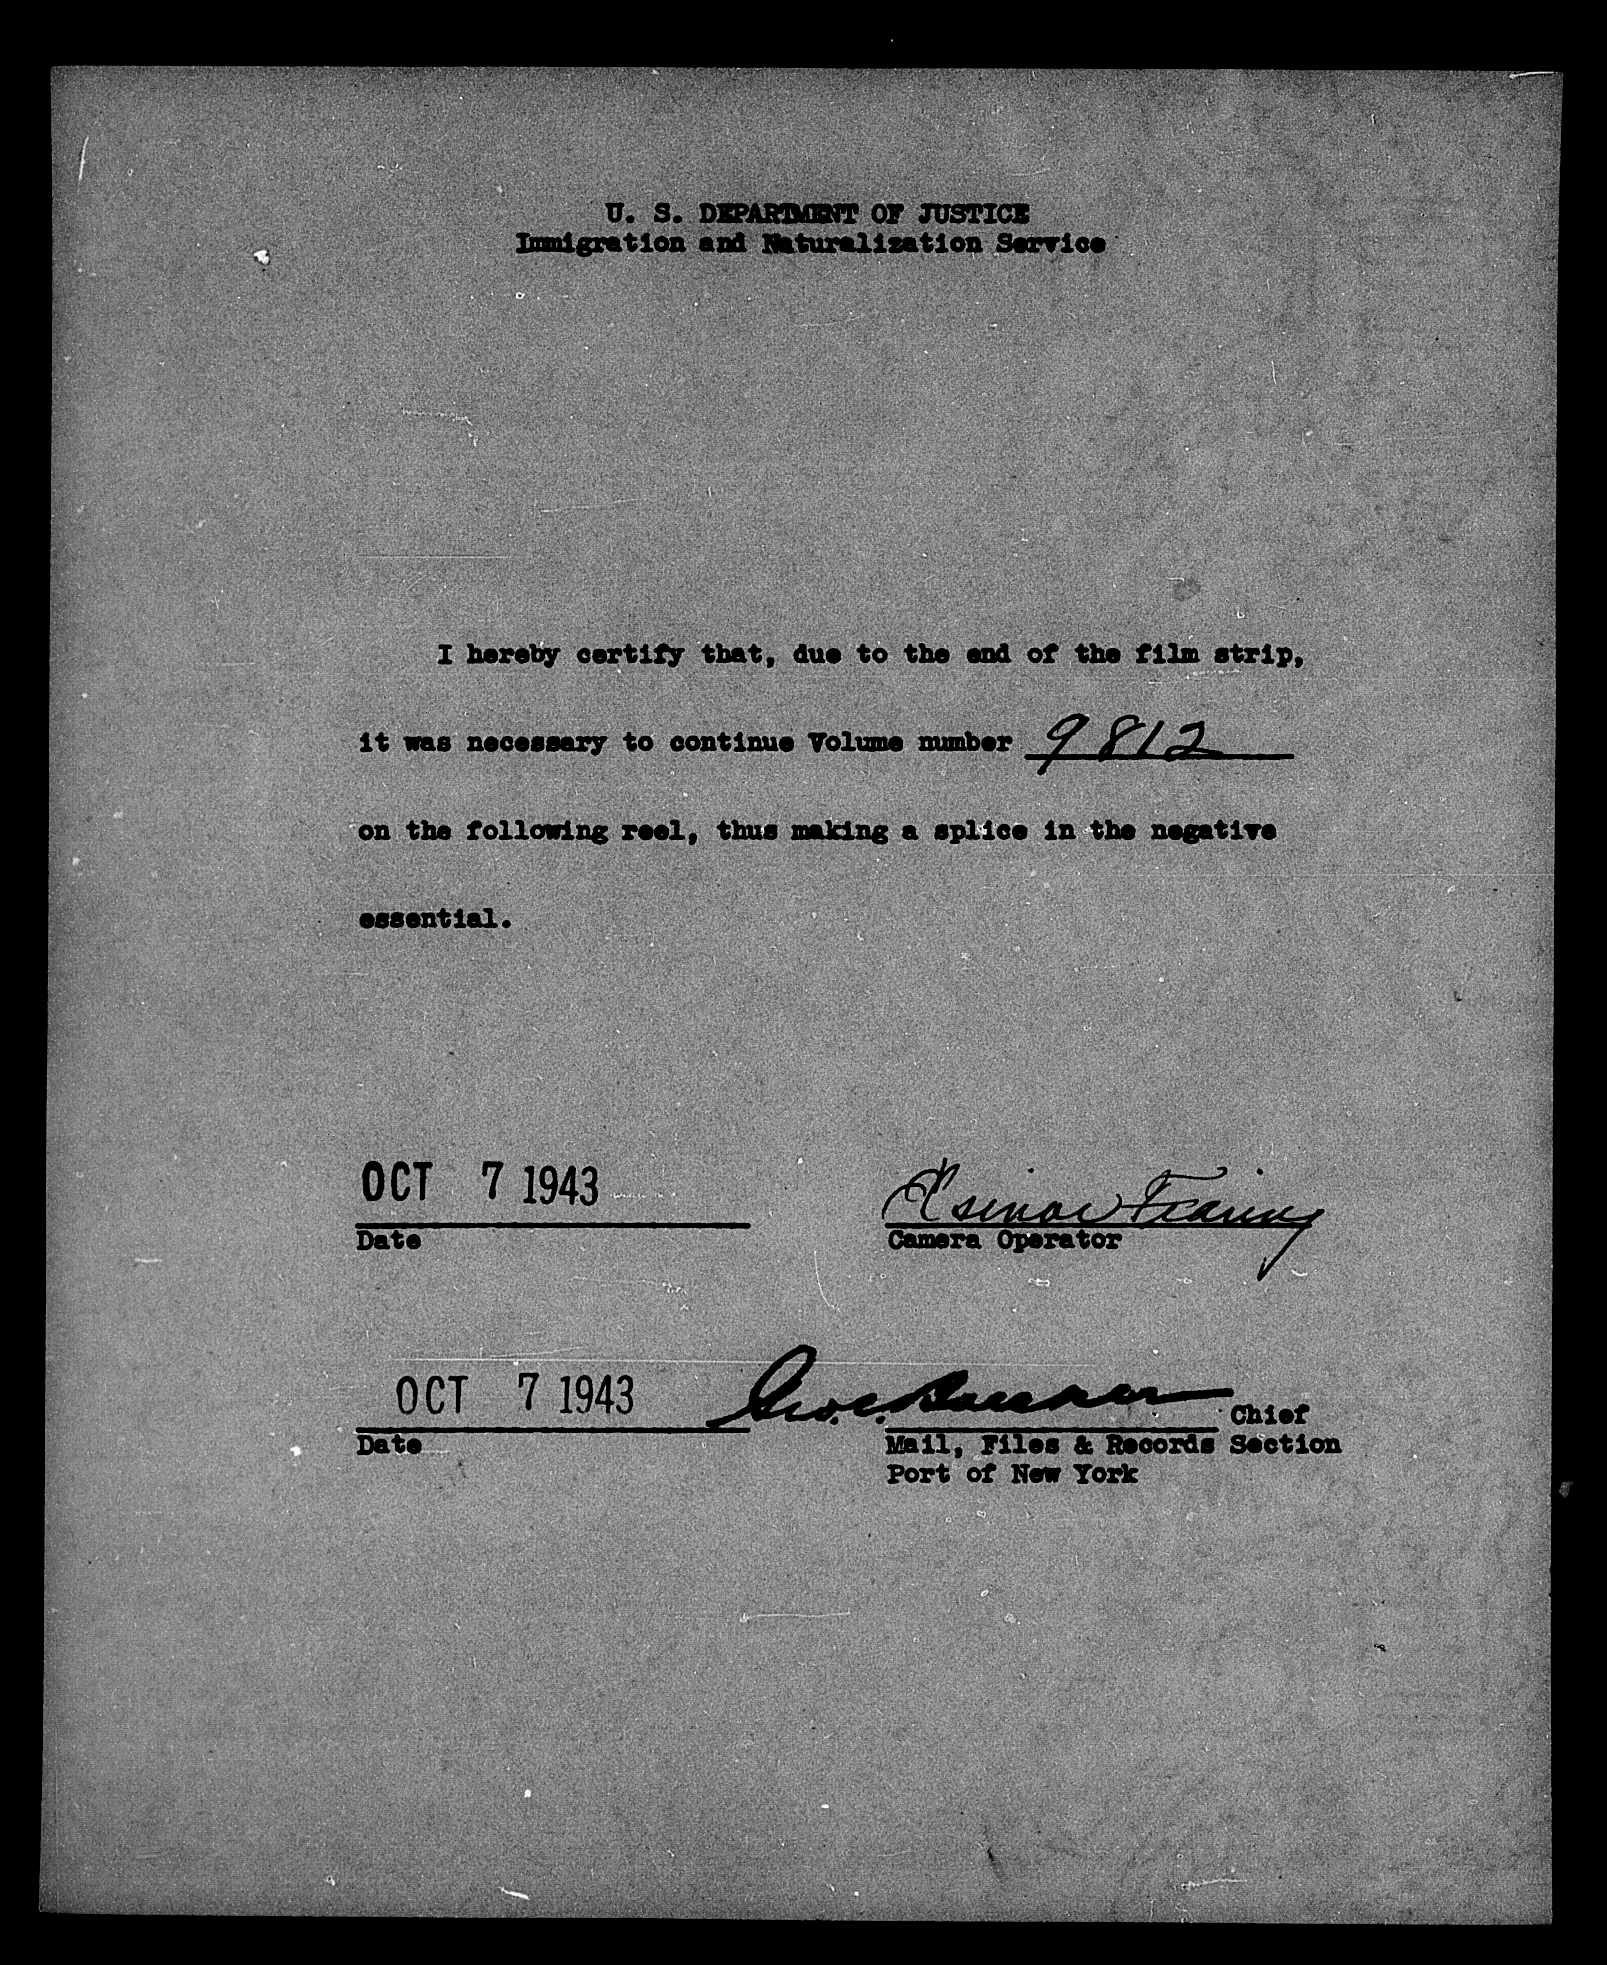 U. S. DEPARTMENT OF JUSTICE
Immigration and Naturalization Service
I hereby certify that, due to the end of the film strip,
it was necessary to continue Volume number 9812
on the following reel, thus making a splice in the negative
essential.
OCT 7 1943
Date
Camera Operator
OCT 7 1943
Date
Chief
Mail, Files & Records Section
Port of New York